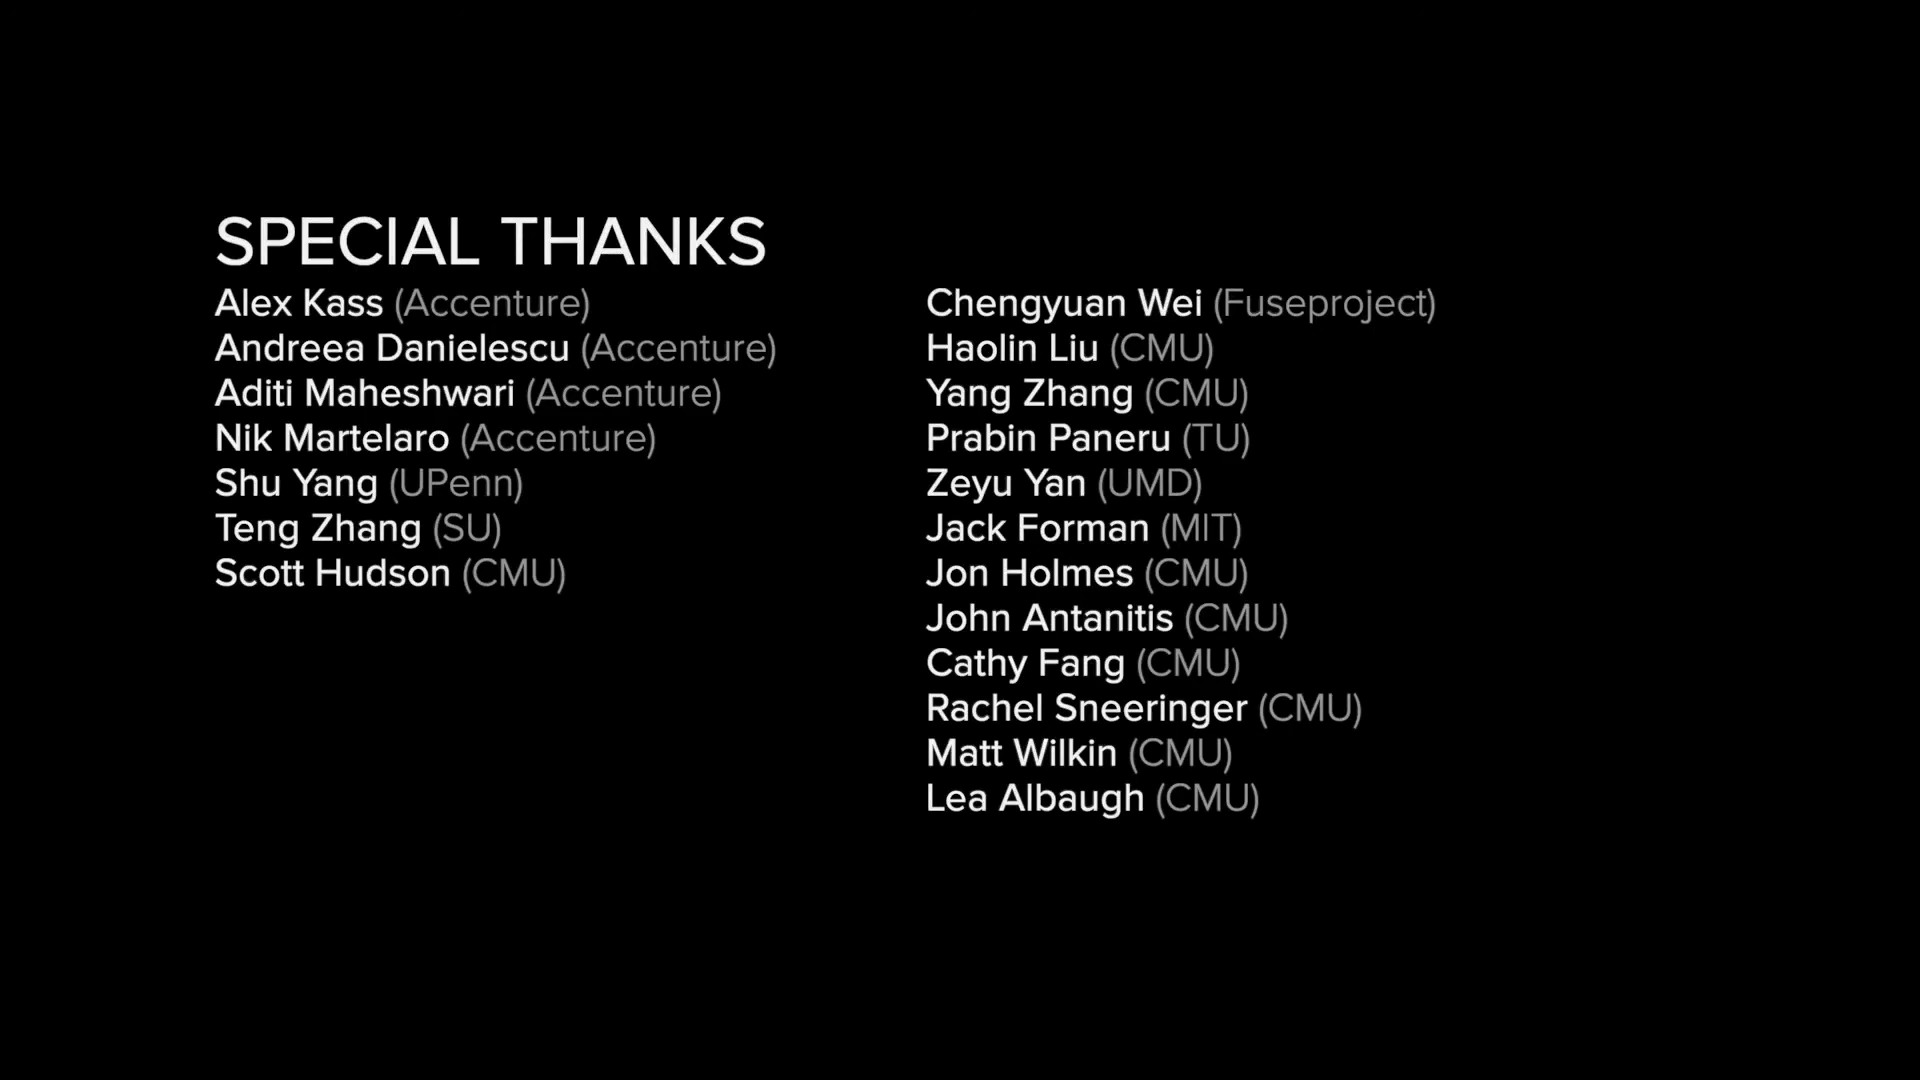 SPECIAL THANKS
Alex Kass (Accenture)
Andreea Danielescu (Accenture)
Aditi Maheshwari (Accenture)
Nik Martelaro (Accenture)
Shu Yang (UPenn)
Teng Zhang (SU)
Scott Hudson (CMU)
Chengyuan Wei (Fuseproject)
Haolin Liu (CMU)
Yang Zhang (CMU)
Prabin Paneru (TU)
Zeyu Yan (UMD)
Jack Forman (MIT)
Jon Holmes (CMU)
John Antanitis (CMU)
Cathy Fang (CMU)
Rachel Sneeringer (CMU)
Matt Wilkin (CMU)
Lea Albaugh (CMU)